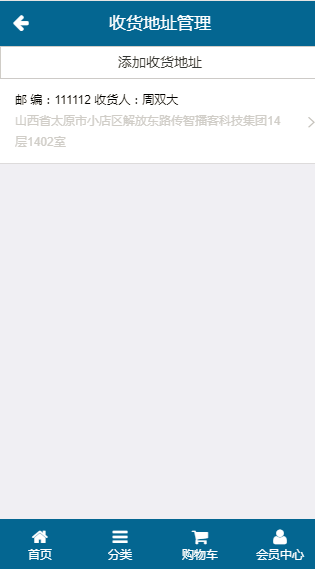 收货地址管理
添加收货地址
邮 编：111112 收货人：周双大
山西省太原市小店区解放东路传智播客科技集团14
层1402室
首页 分类 购物车 会员中心